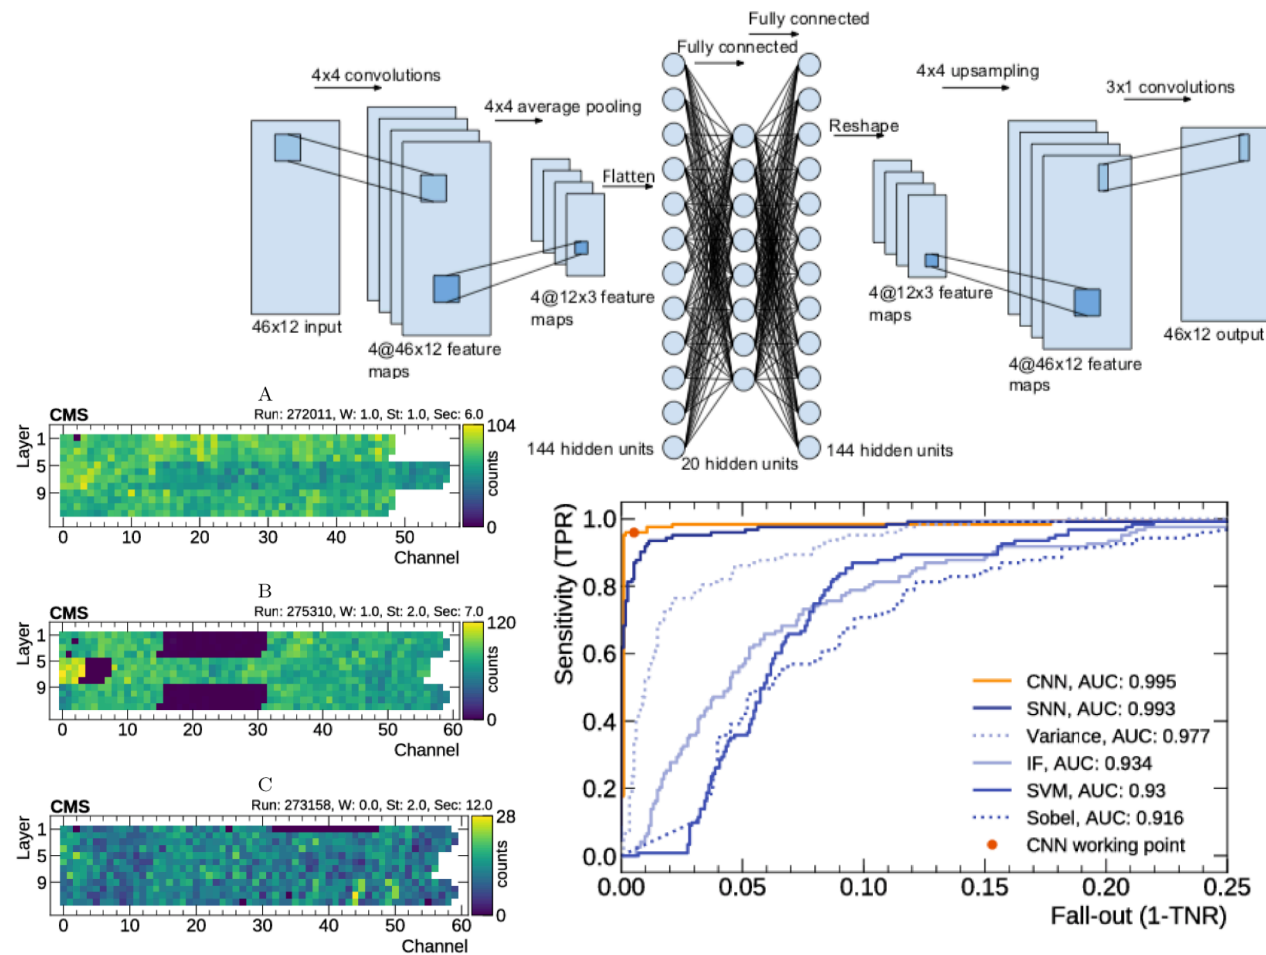 Fully connected
Fully connected
4x4 convolutions
4x4 average pooling
Flatten
Reshape
4x4 upsampling
3x1 convolutions
46x12 input
4@46x12 feature
maps
4@12x3 feature
maps
144 hidden units
20 hidden units
144 hidden units
4@12x3 feature
maps
4@46x12 feature
maps
46x12 output
A
CMS
Run: 272011, W: 1.0, St: 1.0, Sec: 6.0
Layer
1
5
9
104
counts
0
0 10 20 30 40 50
Channel
B
CMS
Run: 275310, W: 1.0, St: 2.0, Sec: 7.0
Layer
1
5
9
120
counts
0
0 10 20 30 40 50 60
Channel
C
CMS
Run: 273158, W: 0.0, St: 2.0, Sec: 12.0
Layer
1
5
9
28
counts
0
0 10 20 30 40 50 60
Channel
Sensitivity (TPR)
1.0
0.8
0.6
0.4
0.2
0.0
CNN, AUC: 0.995
SNN, AUC: 0.993
Variance, AUC: 0.977
IF, AUC: 0.934
SVM, AUC: 0.93
Sobel, AUC: 0.916
CNN working point
0.00 0.05 0.10 0.15 0.20 0.25
Fall-out (1-TNR)